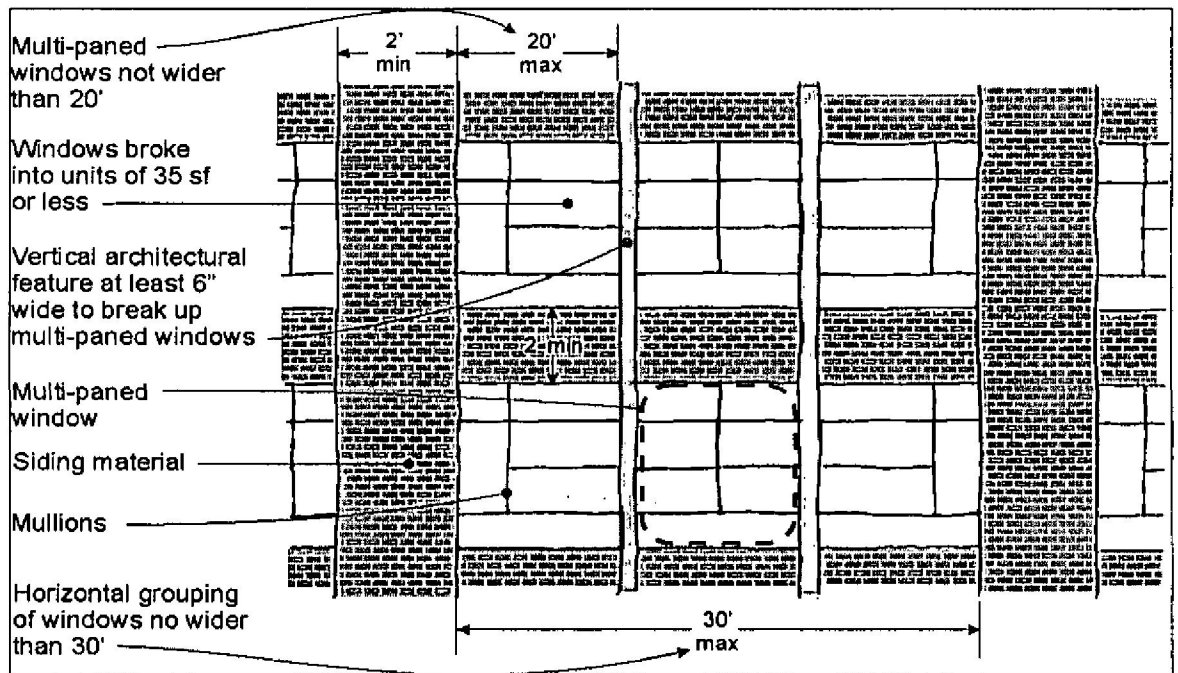 Multi-paned
windows not wider
than 20'
Windows broke
into units of 35 sf
or less
Vertical architectural
feature at least 6"
wide to break up
multi-paned windows
Multi-paned
window
Siding material
Mullions
Horizontal grouping
of windows no wider
than 30'
2'
min
20'
max
2' min
30'
max